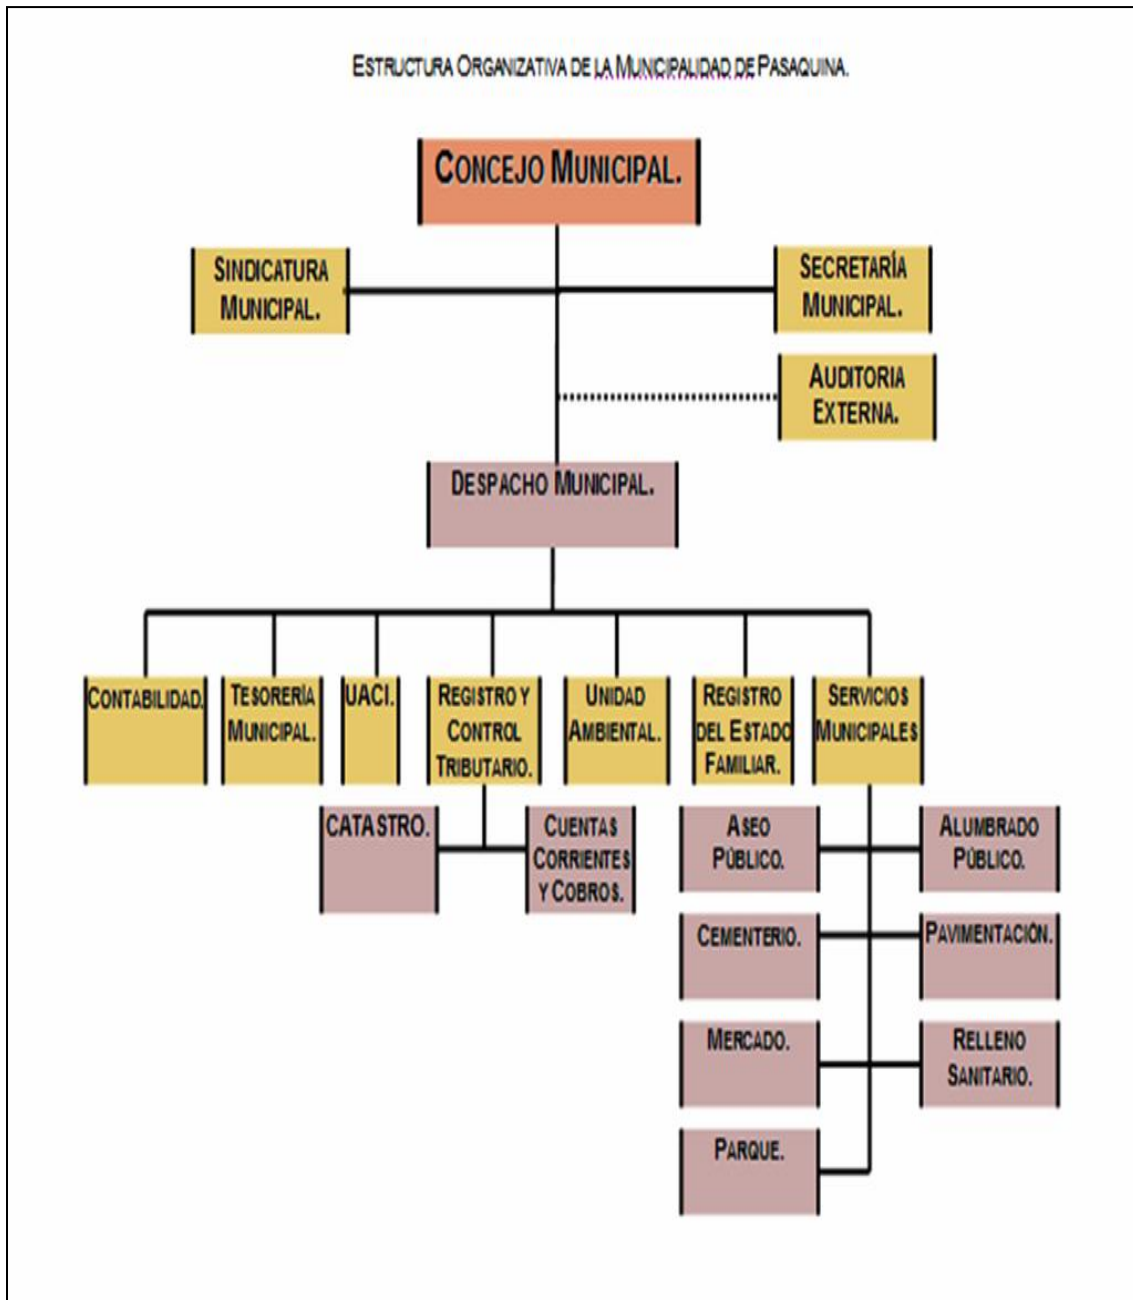 ESTRUCTURA ORGANIZATIVA DE LA MUNICIPALIDAD DE PASAQUINA.
CONCEJO MUNICIPAL.
SINDICATURA
MUNICIPAL.
SECRETARÍA
MUNICIPAL.
AUDITORIA
EXTERNA.
DESPACHO MUNICIPAL.
CONTABILIDAD.
TESORERÍA
MUNICIPAL.
UACI.
REGISTRO Y
CONTROL
TRIBUTARIO.
UNIDAD
AMBIENTAL.
REGISTRO
DEL ESTADO
FAMILIAR.
SERVICIOS
MUNICIPALES
CATASTRO.
CUENTAS
CORRIENTES
Y COBROS.
ASEO
PÚBLICO.
ALUMBRADO
PÚBLICO.
CEMENTERIO.
PAVIMENTACIÓN.
MERCADO.
RELLENO
SANITARIO.
PARQUE.